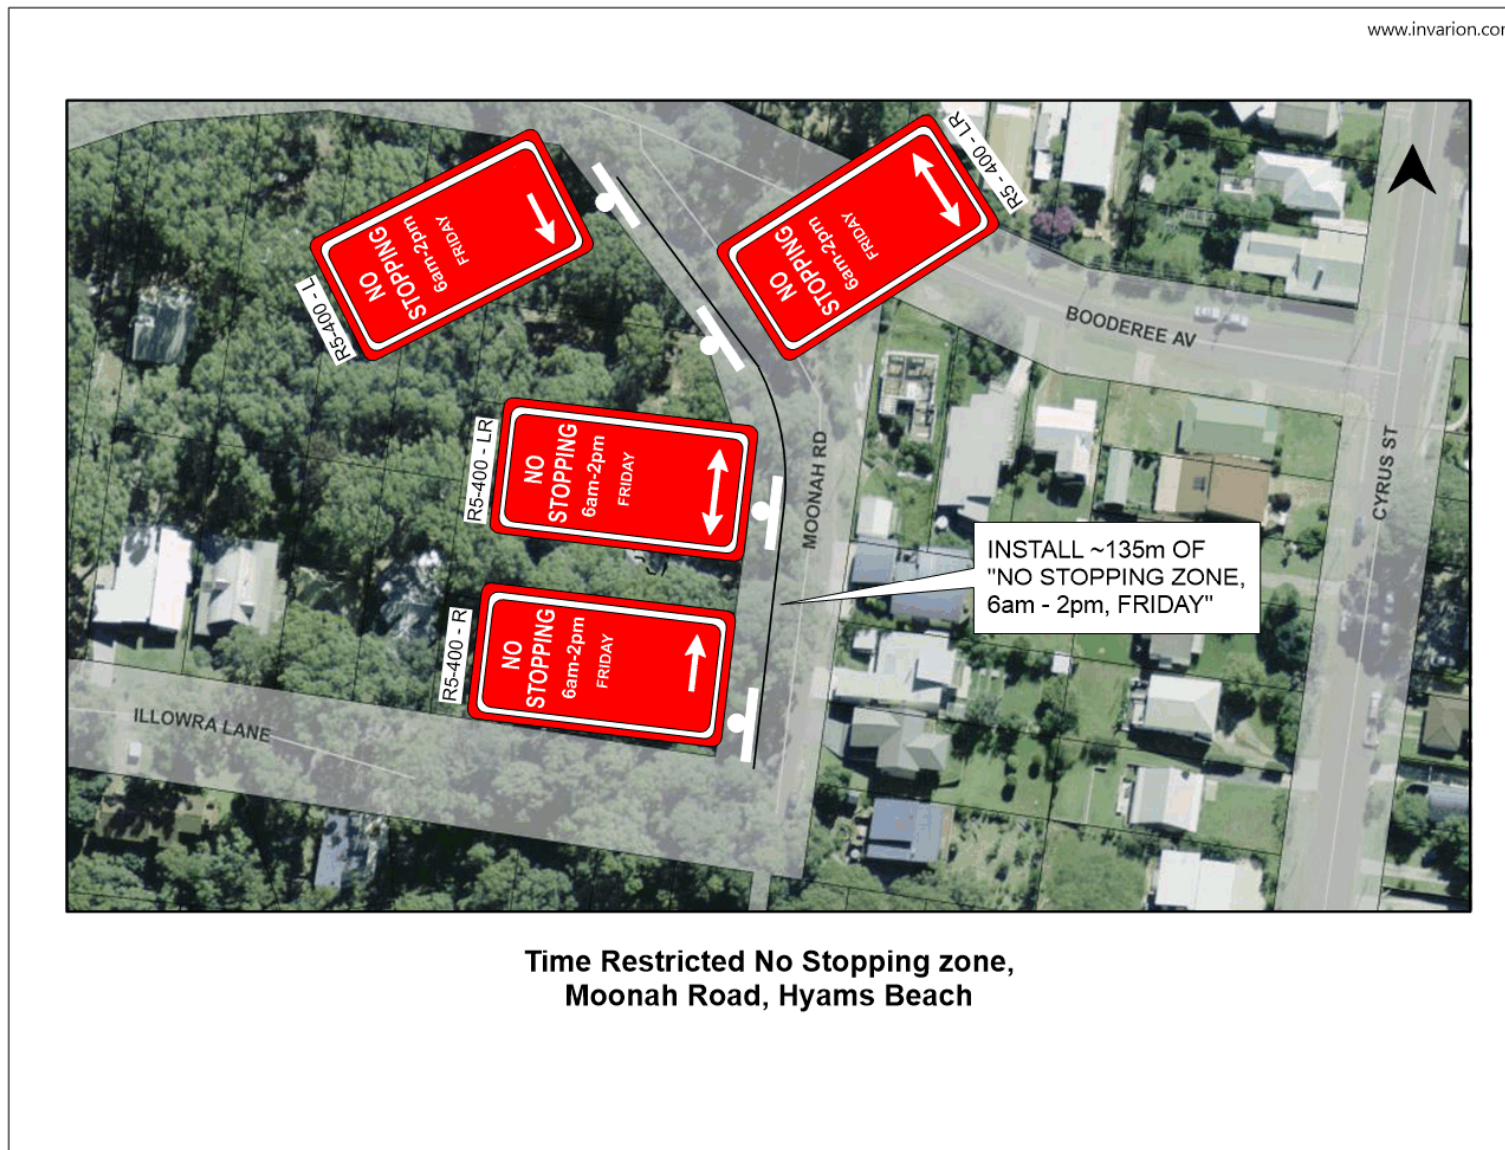 www.invarion.com
NO
STOPPING
6am-2pm
FRIDAY
R5-400 - L
NO
STOPPING
6am-2pm
FRIDAY
R5 - 400 - LR
BOODEREE AV
NO
STOPPING
6am-2pm
FRIDAY
R5-400 - LR
MOONAH RD
CYRUS ST
INSTALL ~135m OF
"NO STOPPING ZONE,
6am - 2pm, FRIDAY"
NO
STOPPING
6am-2pm
FRIDAY
R5-400 - R
ILLOWRA LANE
Time Restricted No Stopping zone,
Moonah Road, Hyams Beach